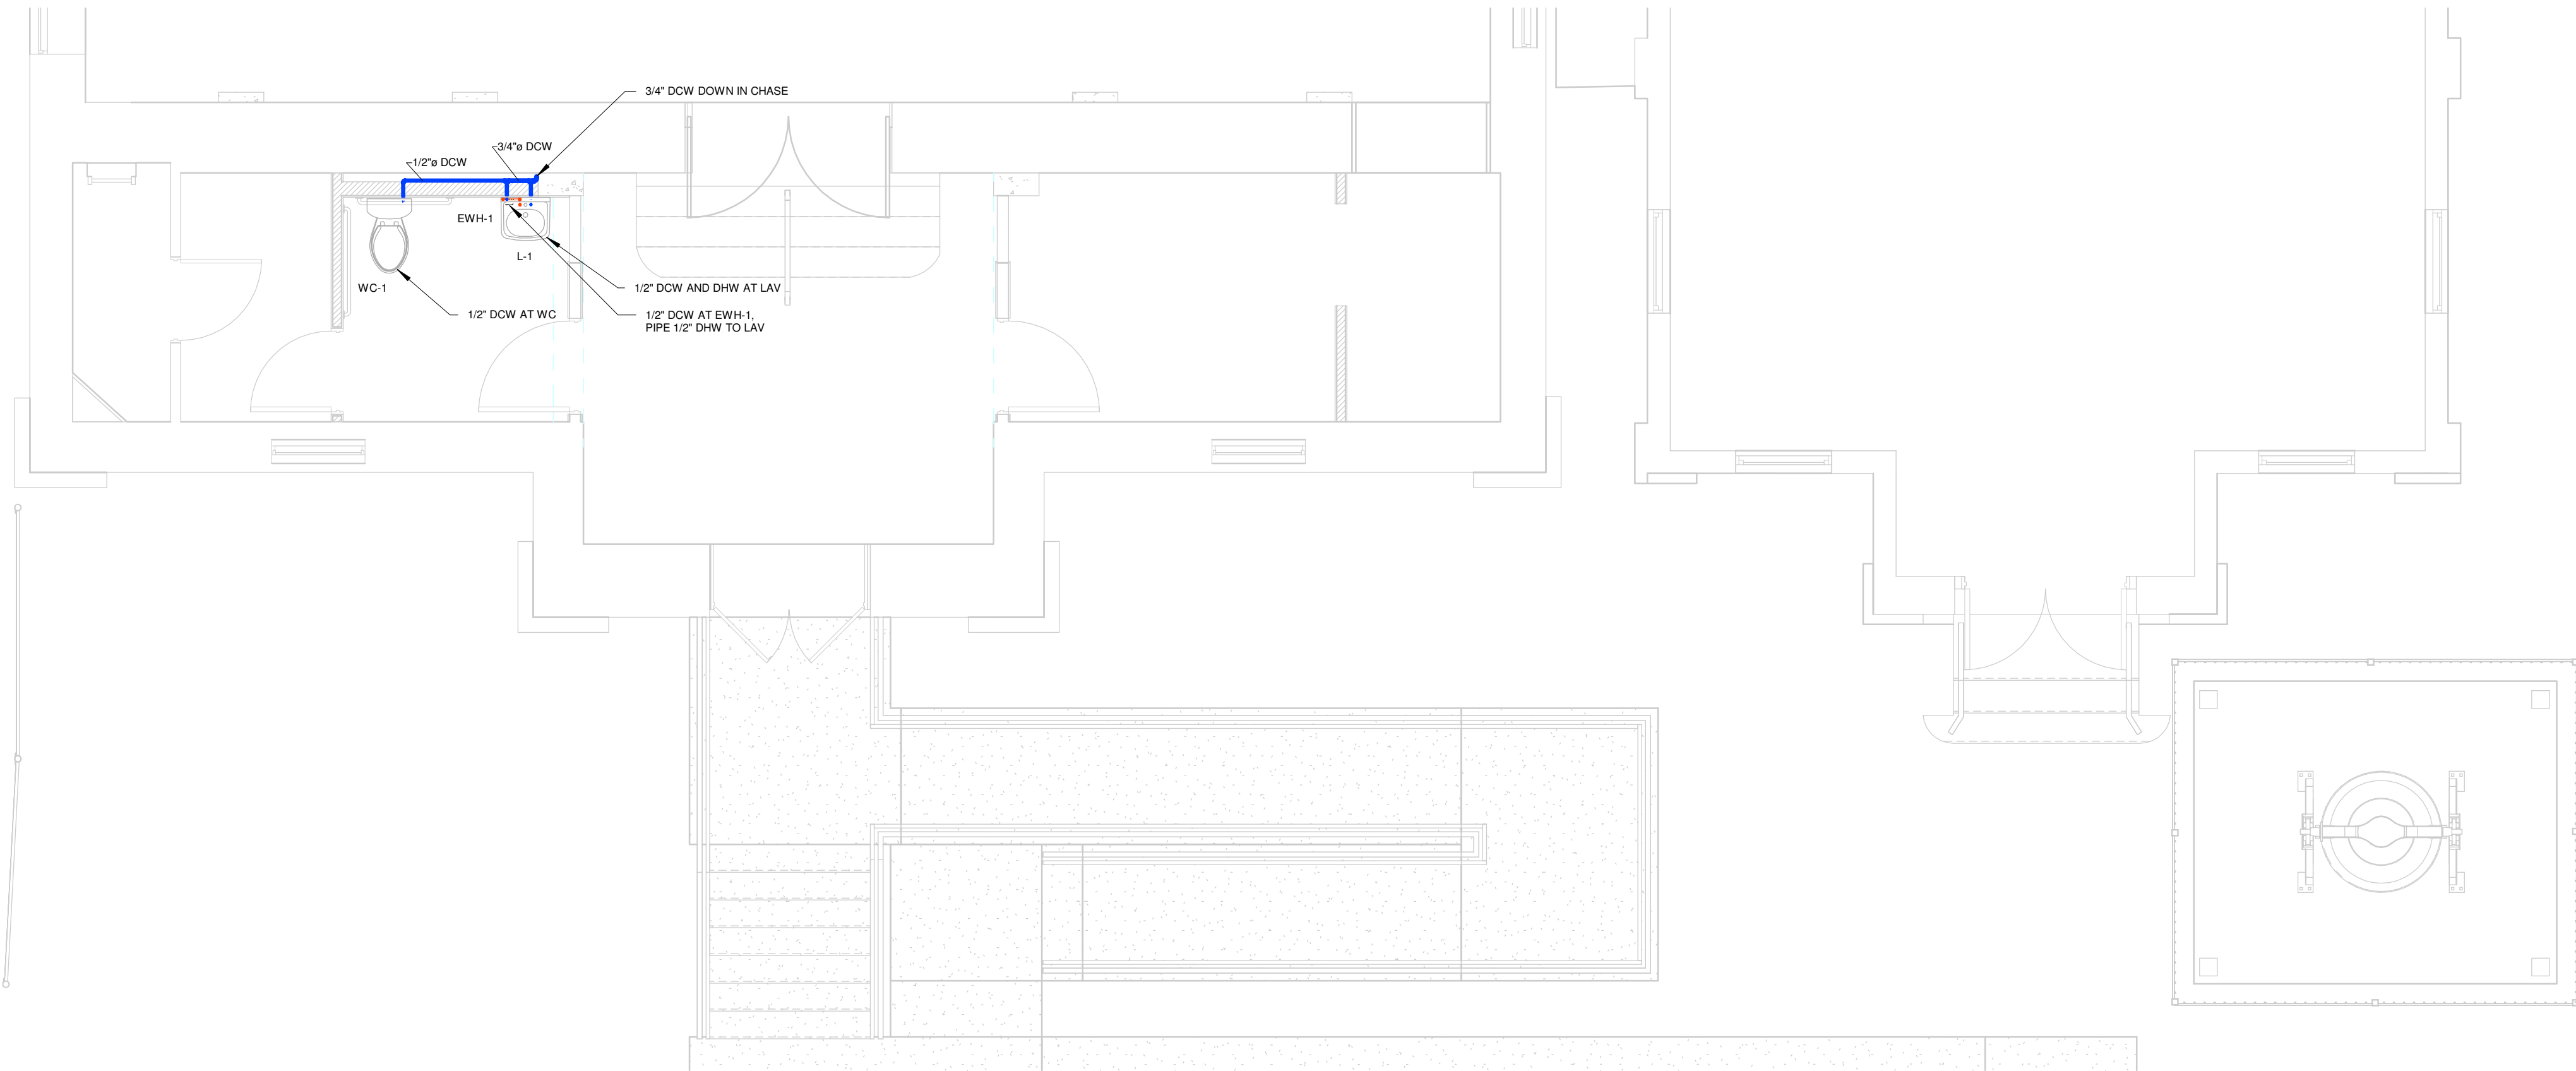 3/4" DCW DOWN IN CHASE
3/4"ø DCW
1/2"ø DCW
EWH-1
L-1
WC-1
1/2" DCW AND DHW AT LAV
1/2" DCW AT WC
1/2" DCW AT EWH-1,
PIPE 1/2" DHW TO LAV